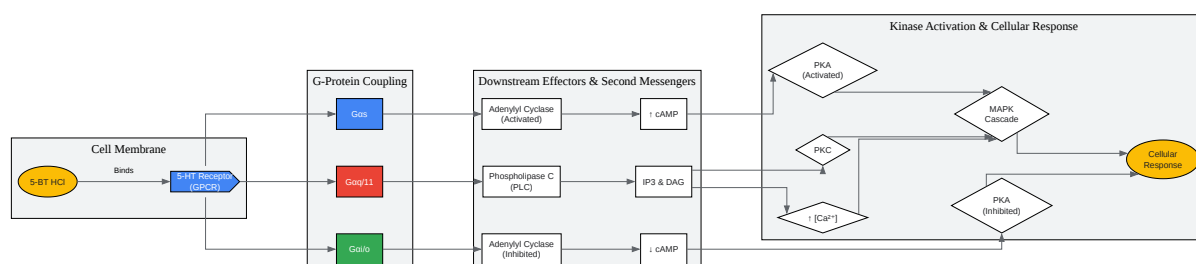 Kinase Activation & Cellular Response
PKA
(Activated)
MAPK
Cascade
PKC
Cellular
Response
PKA
(Inhibited)
↑ [Ca²⁺]
G-Protein Coupling
Gαs
Gαq/11
Gαi/o
Downstream Effectors & Second Messengers
Adenylyl Cyclase
(Activated)
↑ cAMP
Phospholipase C
(PLC)
IP3 & DAG
Adenylyl Cyclase
(Inhibited)
↓ cAMP
Cell Membrane
5-BT HCl
Binds
5-HT Receptor
(GPCR)